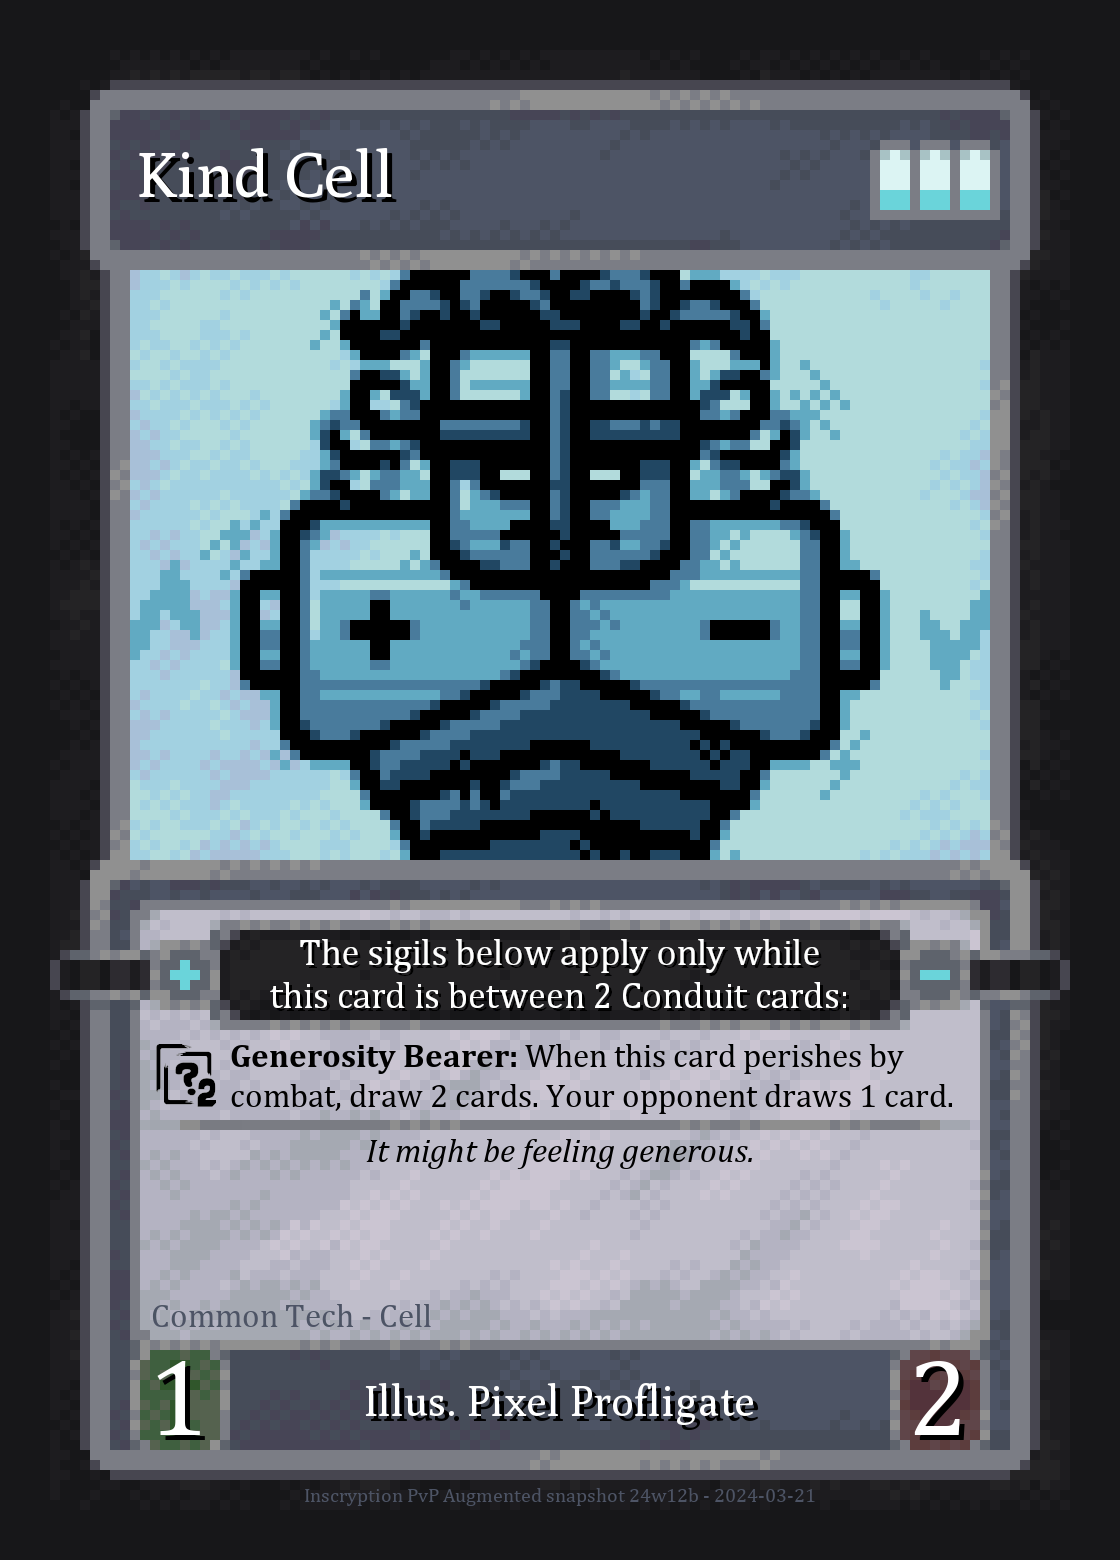 Kind Cell
+ -
The sigils below apply only while
this card is between 2 Conduit cards:
+ -
Generosity Bearer: When this card perishes by
?2
combat, draw 2 cards. Your opponent draws 1 card.
It might be feeling generous.
Common Tech - Cell
1 Illus. Pixel Profligate 2
Inscryption PvP Augmented snapshot 24w12b - 2024-03-21